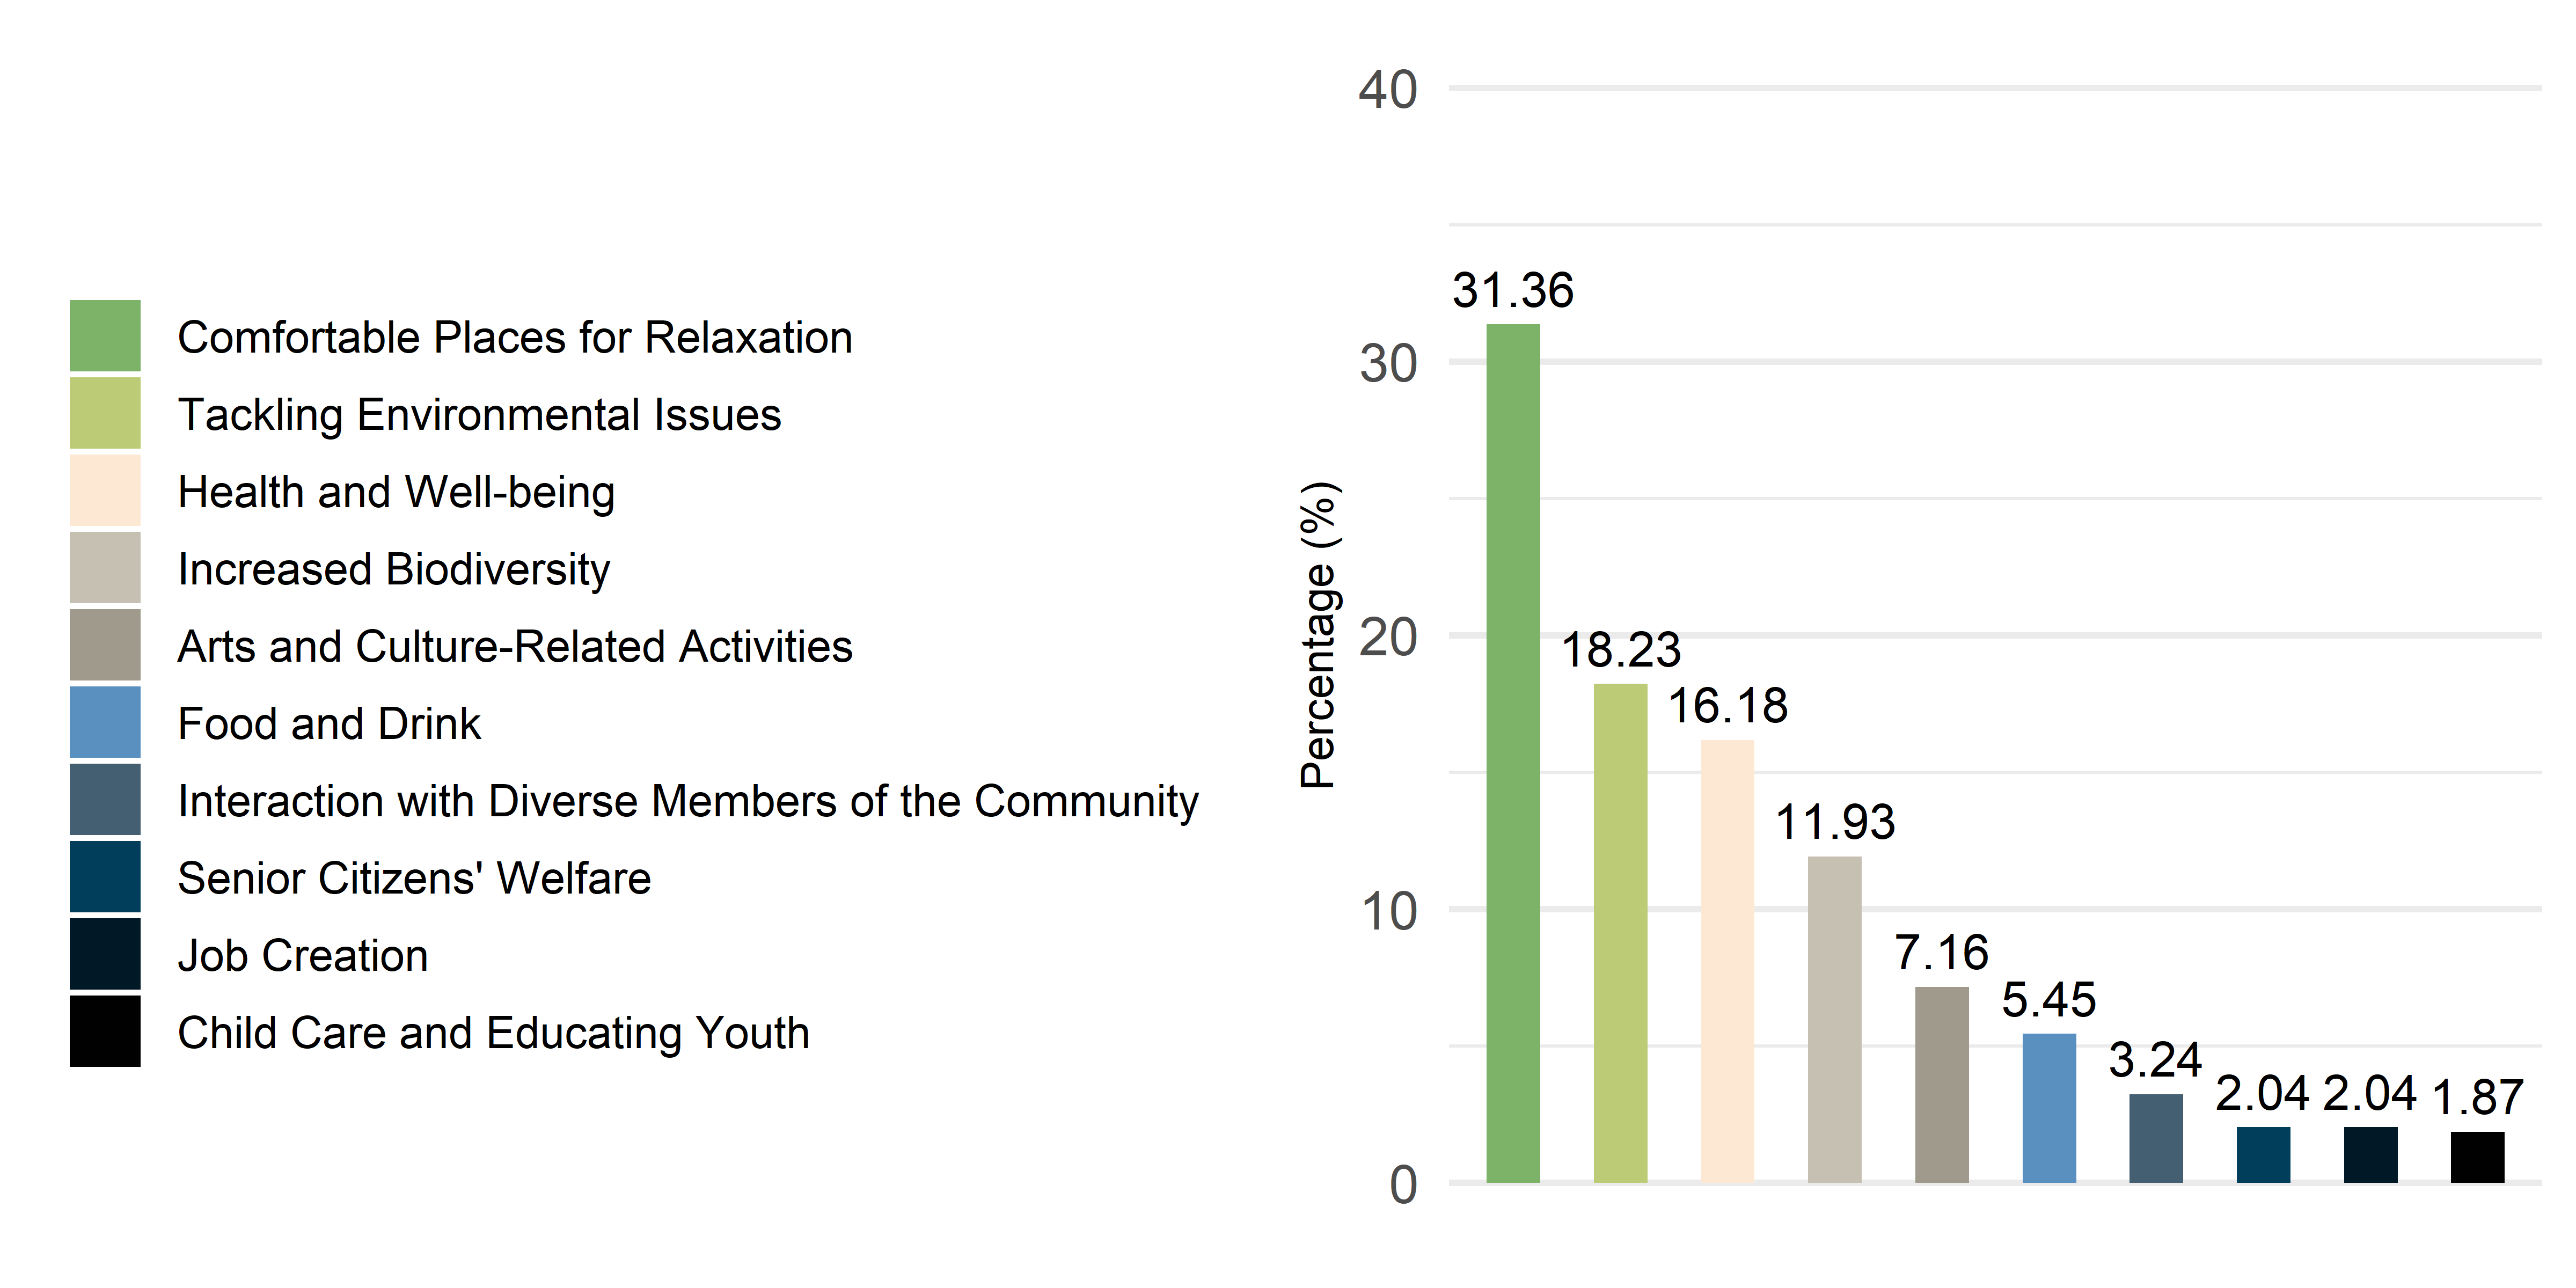 Comfortable Places for Relaxation
Tackling Environmental Issues
Health and Well-being
Increased Biodiversity
Arts and Culture-Related Activities
Food and Drink
Interaction with Diverse Members of the Community
Senior Citizens' Welfare
Job Creation
Child Care and Educating Youth
Percentage (%)
40
30
20
10
0
31.36
18.23
16.18
11.93
7.16
5.45
3.24
2.04
2.04
1.87